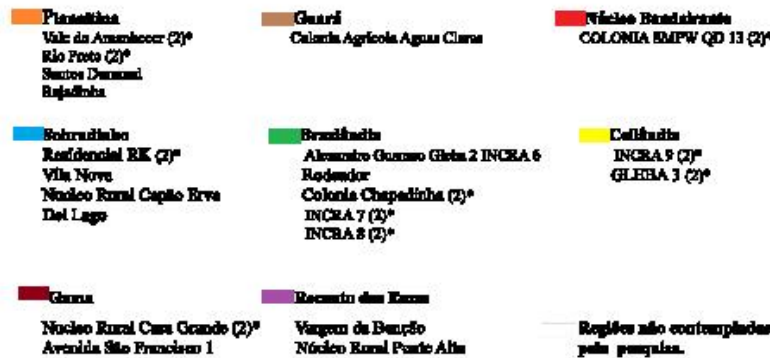 Planaltina
Vale do Amanhecer (2)*
Rio Preto (2)*
Santos Dumond
Rajadinha
Guará
Colonia Agrícola Aguas Claras
Núcleo Bandeirante
COLONIA SMPW QD 13 (2)*
Sobradinho
Residencial RK (2)*
Vila Nova
Nucleo Rural Capão Erva
Del Lago
Brazlândia
Alexandre Gusmao Gleba 2 INCRA 6
Rodeador
Colonia Chapadinha (2)*
INCRA 7 (2)*
INCRA 8 (2)*
Ceilândia
INCRA 9 (2)*
GLEBA 3 (2)*
Gama
Nucleo Rural Casa Grande (2)*
Avenida São Francisco 1
Recanto das Emas
Vargem da Benção
Núcleo Rural Ponte Alta
Regiões não contempladas
pela pesquisa.